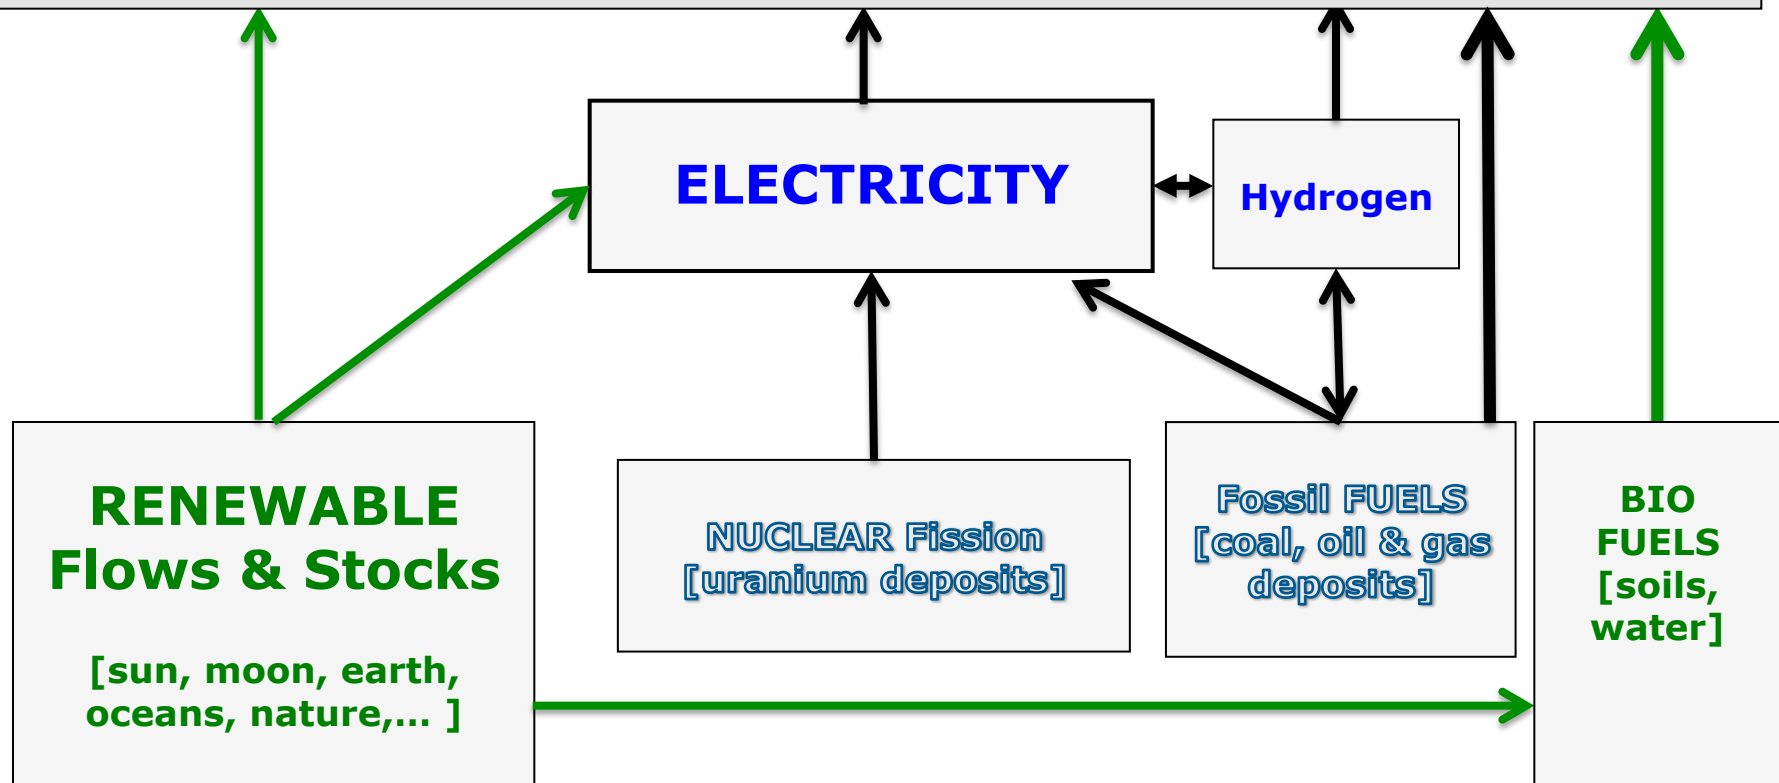 ELECTRICITY
Hydrogen
RENEWABLE
Flows & Stocks
[sun, moon, earth,
oceans, nature,... ]
NUCLEAR Fission
[uranium deposits]
Fossil FUELS
[coal, oil & gas
deposits]
BIO
FUELS
[soils,
water]